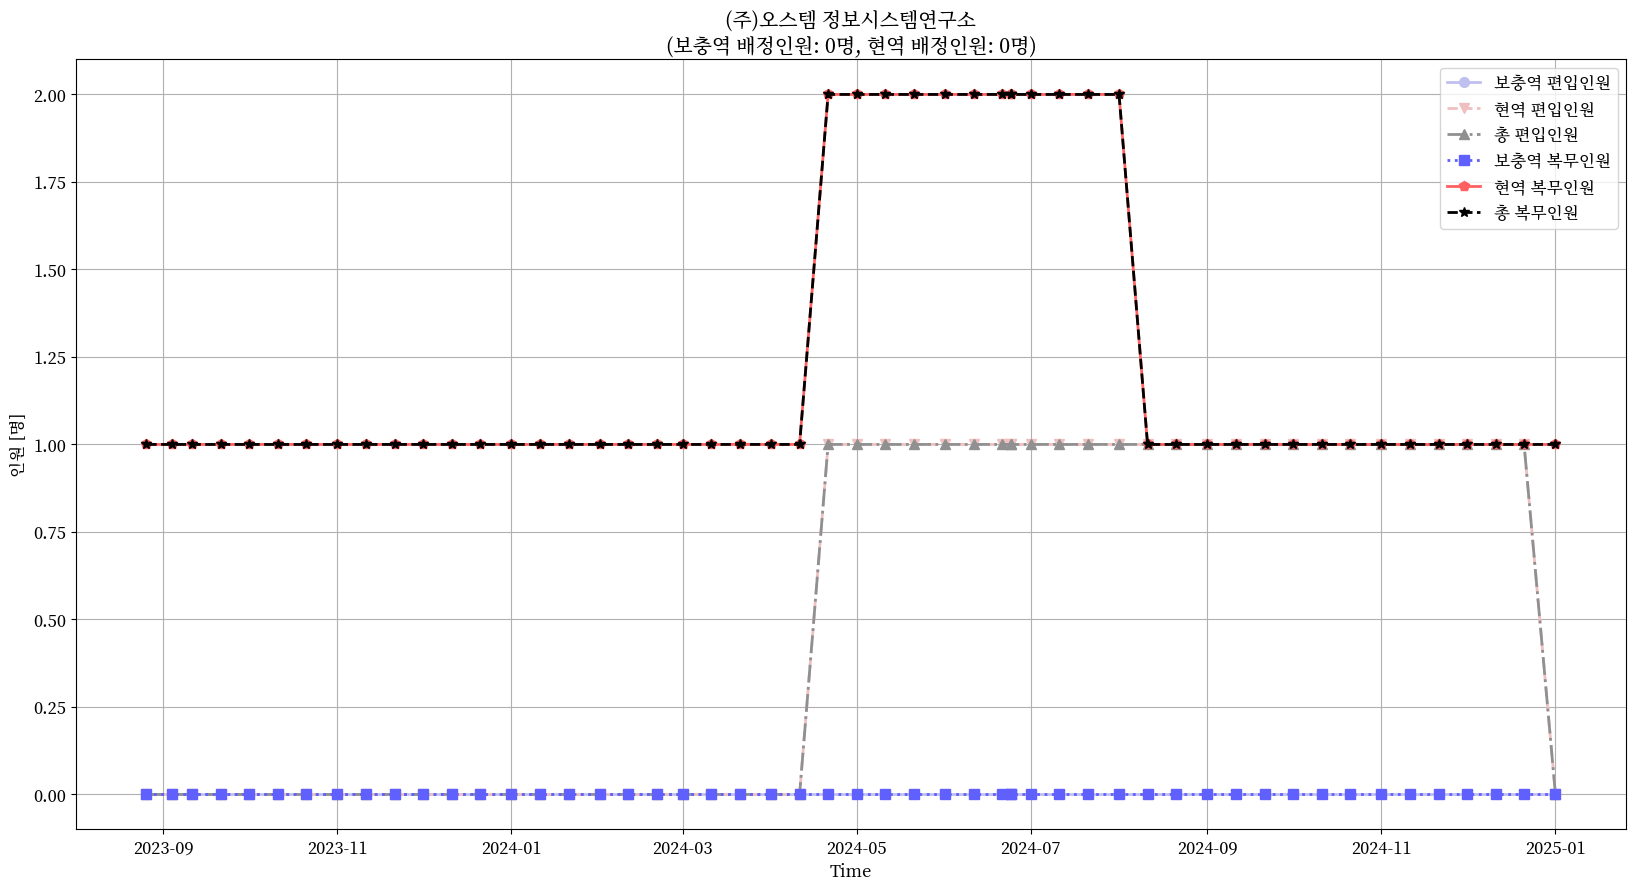 (주)오스템 정보시스템연구소
(보충역 배정인원: 0명, 현역 배정인원: 0명)
보충역 편입인원
현역 편입인원
총 편입인원
보충역 복무인원
현역 복무인원
총 복무인원
인원 [명]
2.00
1.75
1.50
1.25
1.00
0.75
0.50
0.25
0.00
2023-09 2023-11 2024-01 2024-03 2024-05 2024-07 2024-09 2024-11 2025-01
Time